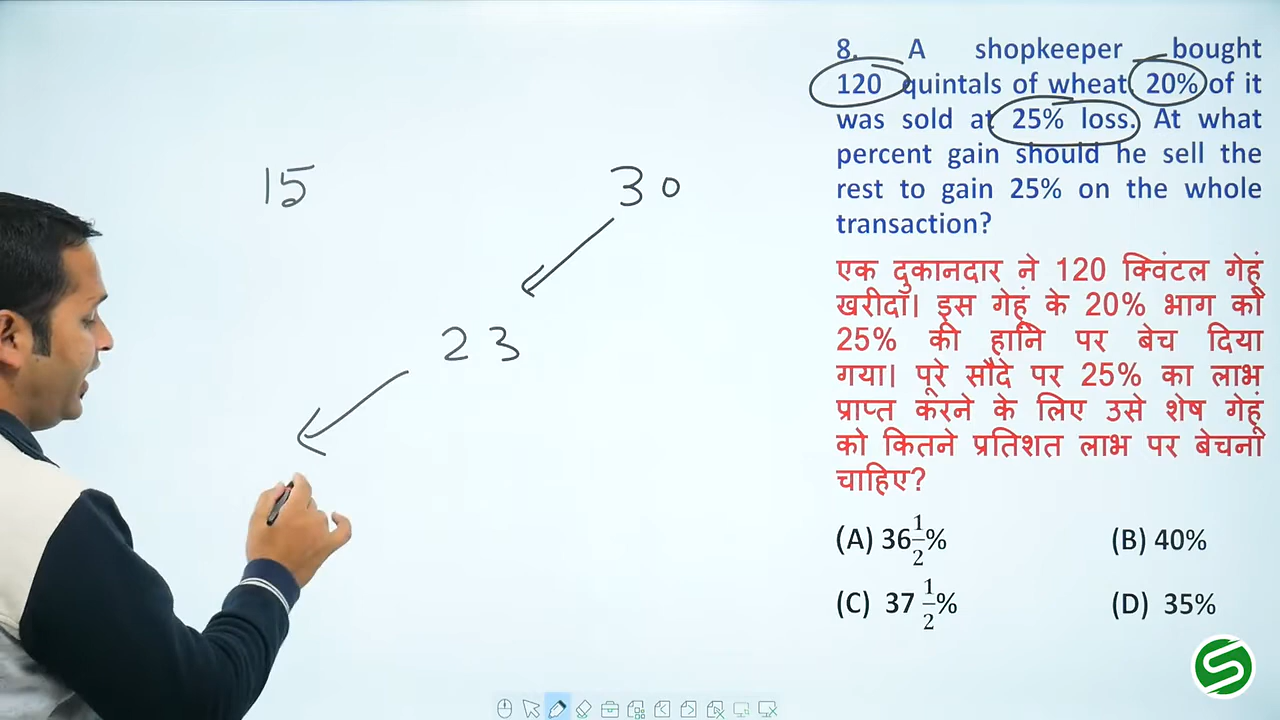 15
30
23
8. A shopkeeper bought
120 quintals of wheat. 20% of it
was sold at 25% loss. At what
percent gain should he sell the
rest to gain 25% on the whole
transaction?
एक दुकानदार ने 120 क्विंटल गेहूं
खरीदा। इस गेहूं के 20% भाग को
25% की हानि पर बेच दिया
गया। पूरे सौदे पर 25% का लाभ
प्राप्त करने के लिए उसे शेष गेहूं
को कितने प्रतिशत लाभ पर बेचना
चाहिए?
(A) 36 1/2% (B) 40%
(C) 37 1/2% (D) 35%